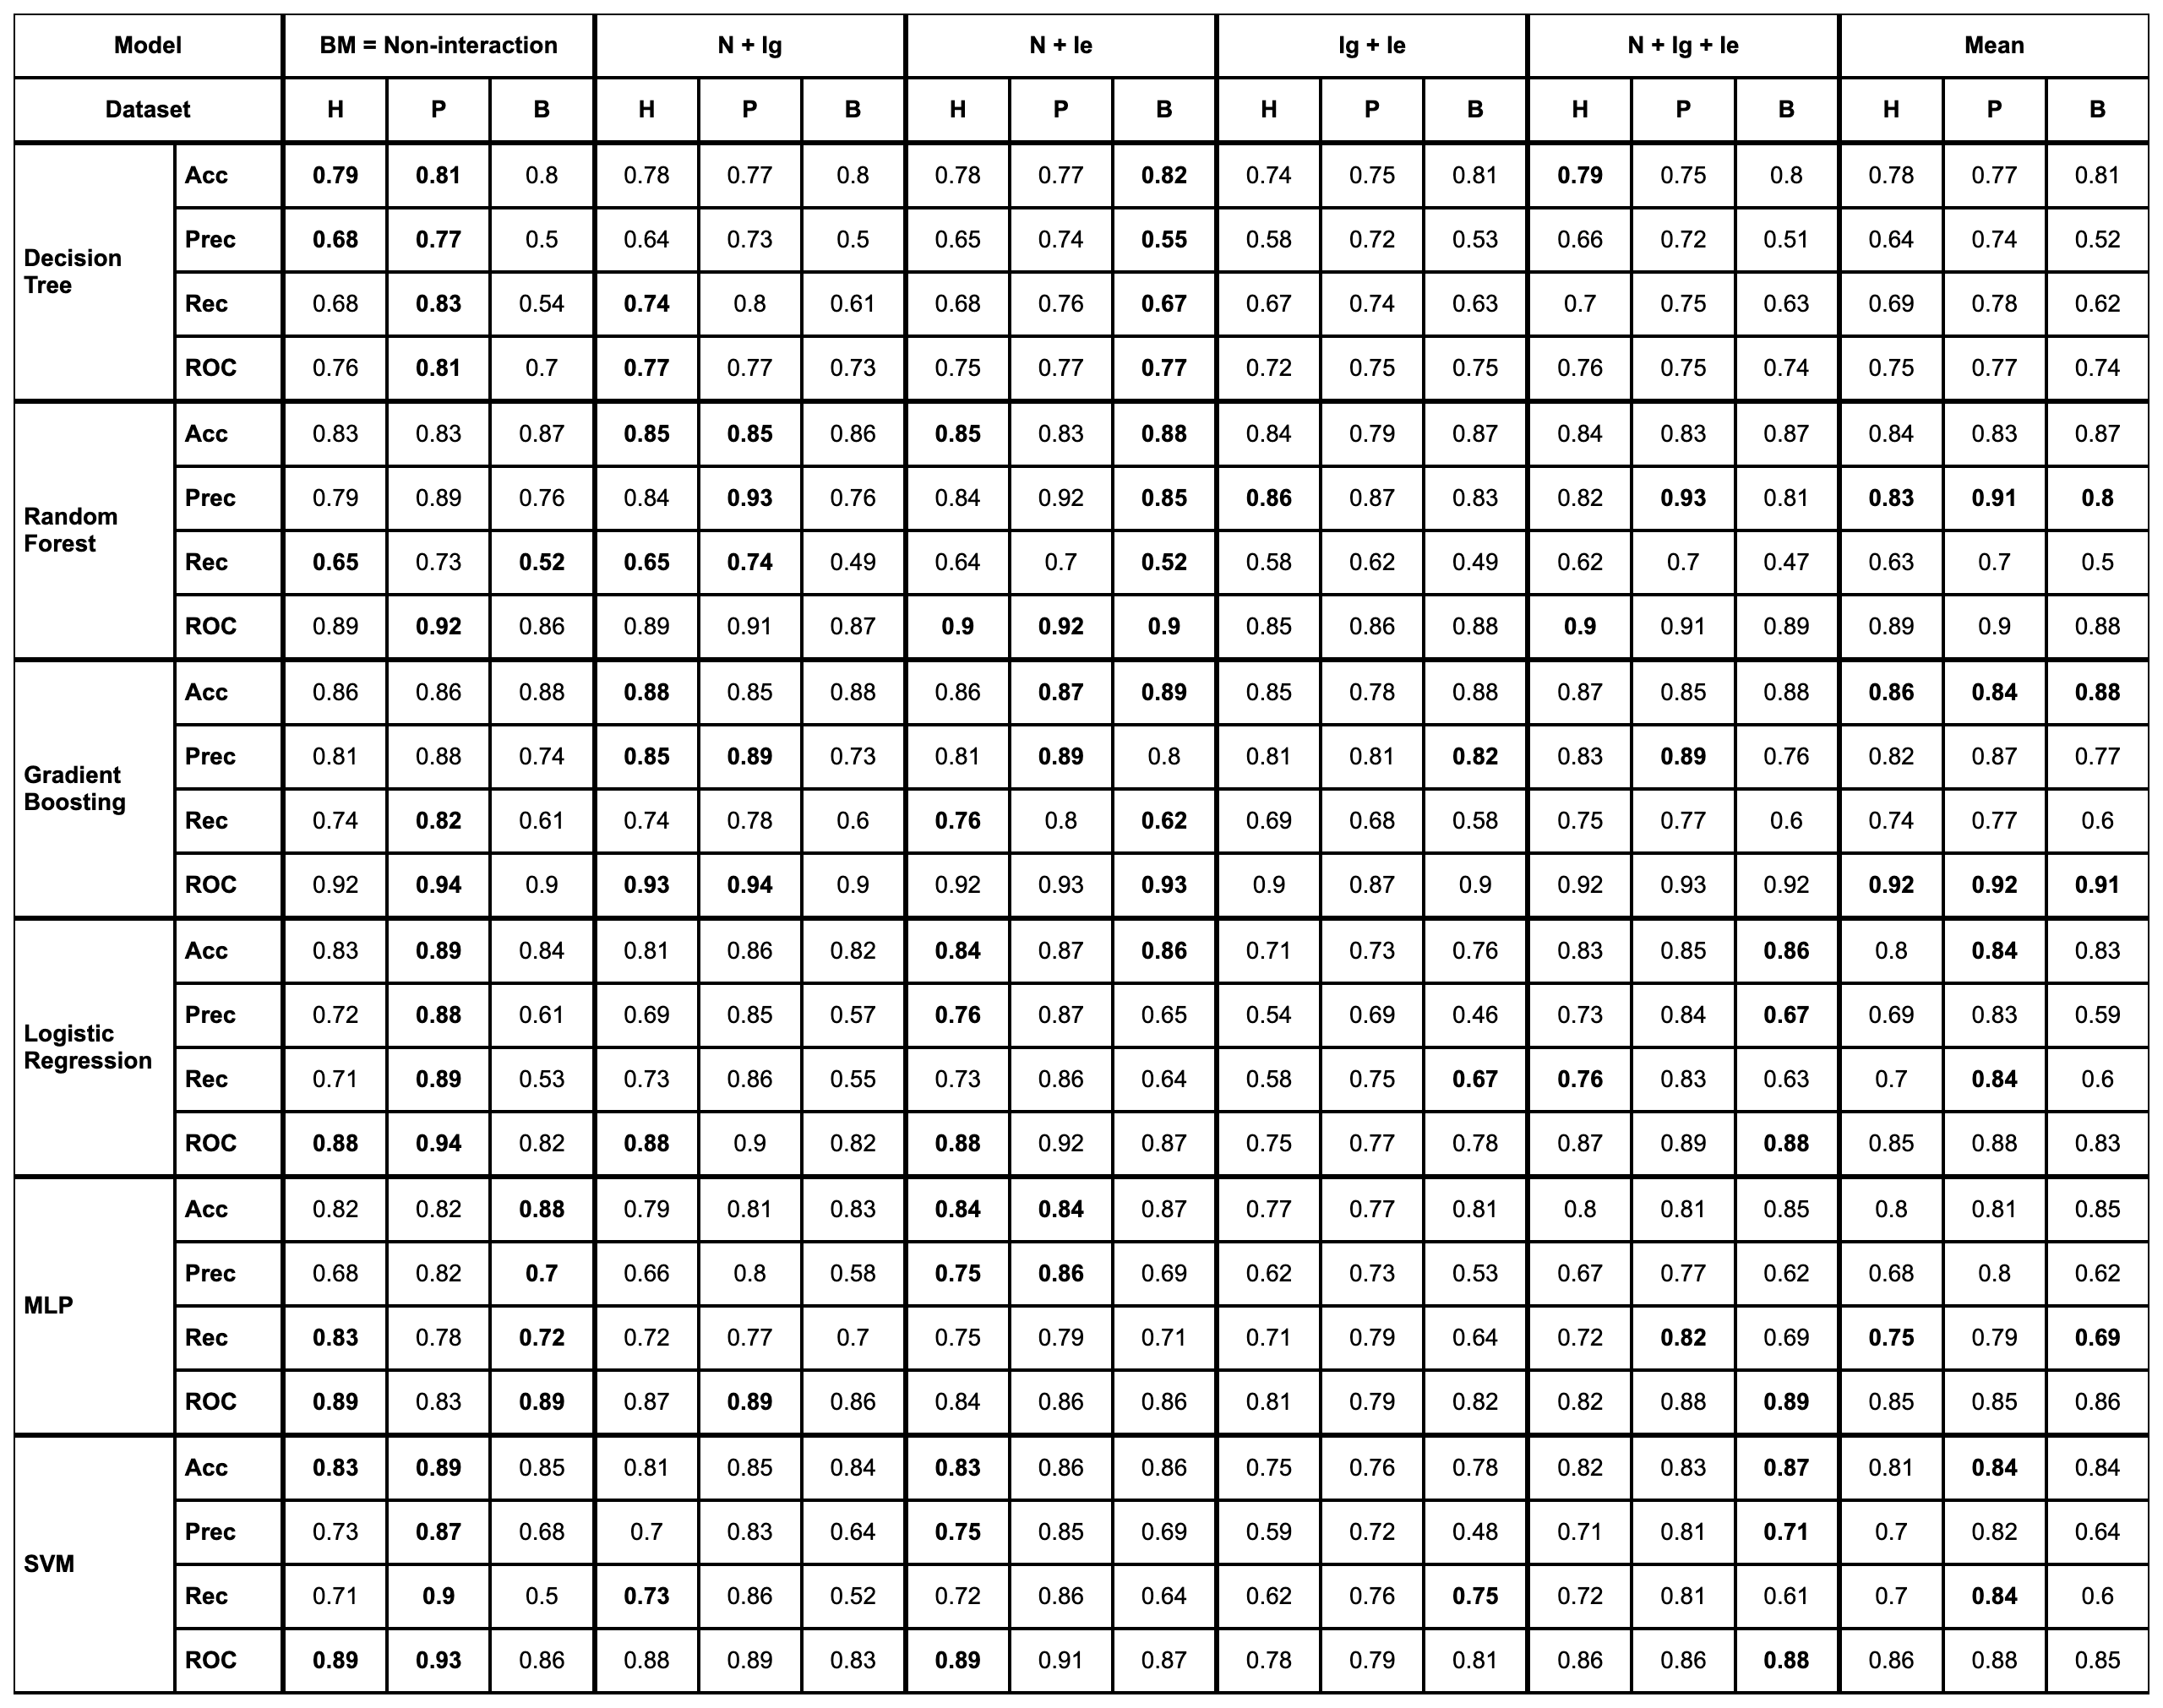 Model BM = Non-interaction N + Ig N + Ie Ig + Ie N + Ig + Ie Mean
Dataset H P B H P B H P B H P B H P B H P B
Decision Tree
Acc 0.79 0.81 0.8 0.78 0.77 0.8 0.78 0.77 0.82 0.74 0.75 0.81 0.79 0.75 0.8 0.78 0.77 0.81
Prec 0.68 0.77 0.5 0.64 0.73 0.5 0.65 0.74 0.55 0.58 0.72 0.53 0.66 0.72 0.51 0.64 0.74 0.52
Rec 0.68 0.83 0.54 0.74 0.8 0.61 0.68 0.76 0.67 0.67 0.74 0.63 0.7 0.75 0.63 0.69 0.78 0.62
ROC 0.76 0.81 0.7 0.77 0.77 0.73 0.75 0.77 0.77 0.72 0.75 0.75 0.76 0.75 0.74 0.75 0.77 0.74
Random Forest
Acc 0.83 0.83 0.87 0.85 0.85 0.86 0.85 0.83 0.88 0.84 0.79 0.87 0.84 0.83 0.87 0.84 0.83 0.87
Prec 0.79 0.89 0.76 0.84 0.93 0.76 0.84 0.92 0.85 0.86 0.87 0.83 0.82 0.93 0.81 0.83 0.91 0.8
Rec 0.65 0.73 0.52 0.65 0.74 0.49 0.64 0.7 0.52 0.58 0.62 0.49 0.62 0.7 0.47 0.63 0.7 0.5
ROC 0.89 0.92 0.86 0.89 0.91 0.87 0.9 0.92 0.9 0.85 0.86 0.88 0.9 0.91 0.89 0.89 0.9 0.88
Gradient Boosting
Acc 0.86 0.86 0.88 0.88 0.85 0.88 0.86 0.87 0.89 0.85 0.78 0.88 0.87 0.85 0.88 0.86 0.84 0.88
Prec 0.81 0.88 0.74 0.85 0.89 0.73 0.81 0.89 0.8 0.81 0.81 0.82 0.83 0.89 0.76 0.82 0.87 0.77
Rec 0.74 0.82 0.61 0.74 0.78 0.6 0.76 0.8 0.62 0.69 0.68 0.58 0.75 0.77 0.6 0.74 0.77 0.6
ROC 0.92 0.94 0.9 0.93 0.94 0.9 0.92 0.93 0.93 0.9 0.87 0.9 0.92 0.93 0.92 0.92 0.92 0.91
Logistic Regression
Acc 0.83 0.89 0.84 0.81 0.86 0.82 0.84 0.87 0.86 0.71 0.73 0.76 0.83 0.85 0.86 0.8 0.84 0.83
Prec 0.72 0.88 0.61 0.69 0.85 0.57 0.76 0.87 0.65 0.54 0.69 0.46 0.73 0.84 0.67 0.69 0.83 0.59
Rec 0.71 0.89 0.53 0.73 0.86 0.55 0.73 0.86 0.64 0.58 0.75 0.67 0.76 0.83 0.63 0.7 0.84 0.6
ROC 0.88 0.94 0.82 0.88 0.9 0.82 0.88 0.92 0.87 0.75 0.77 0.78 0.87 0.89 0.88 0.85 0.88 0.83
MLP
Acc 0.82 0.82 0.88 0.79 0.81 0.83 0.84 0.84 0.87 0.77 0.77 0.81 0.8 0.81 0.85 0.8 0.81 0.85
Prec 0.68 0.82 0.7 0.66 0.8 0.58 0.75 0.86 0.69 0.62 0.73 0.53 0.67 0.77 0.62 0.68 0.8 0.62
Rec 0.83 0.78 0.72 0.72 0.77 0.7 0.75 0.79 0.71 0.71 0.79 0.64 0.72 0.82 0.69 0.75 0.79 0.69
ROC 0.89 0.83 0.89 0.87 0.89 0.86 0.84 0.86 0.86 0.81 0.79 0.82 0.82 0.88 0.89 0.85 0.85 0.86
SVM
Acc 0.83 0.89 0.85 0.81 0.85 0.84 0.83 0.86 0.86 0.75 0.76 0.78 0.82 0.83 0.87 0.81 0.84 0.84
Prec 0.73 0.87 0.68 0.7 0.83 0.64 0.75 0.85 0.69 0.59 0.72 0.48 0.71 0.81 0.71 0.7 0.82 0.64
Rec 0.71 0.9 0.5 0.73 0.86 0.52 0.72 0.86 0.64 0.62 0.76 0.75 0.72 0.81 0.61 0.7 0.84 0.6
ROC 0.89 0.93 0.86 0.88 0.89 0.83 0.89 0.91 0.87 0.78 0.79 0.81 0.86 0.86 0.88 0.86 0.88 0.85